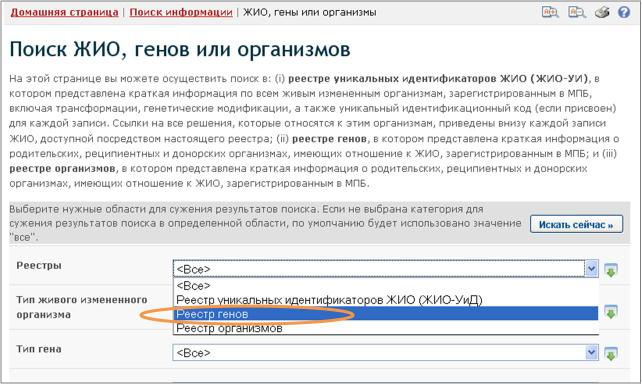 Домашняя страница | Поиск информации | ЖИО, гены или организмы
Поиск ЖИО, генов или организмов
На этой странице вы можете осуществить поиск в: (i) реестре уникальных идентификаторов ЖИО (ЖИО-УИ), в
котором представлена краткая информация по всем живым измененным организмам, зарегистрированным в МПБ,
включая трансформации, генетические модификации, а также уникальный идентификационный код (если присвоен)
для каждой записи. Ссылки на все решения, которые относятся к этим организмам, приведены внизу каждой записи
ЖИО, доступной посредством настоящего реестра; (ii) реестре генов, в котором представлена краткая информация о
родительских, реципиентных и донорских организмах, имеющих отношение к ЖИО, зарегистрированным в МПБ; и (iii)
реестре организмов, в котором представлена краткая информация о родительских, реципиентных и донорских
организмах, имеющих отношение к ЖИО, зарегистрированным в МПБ.
Выберите нужные области для сужения результатов поиска. Если не выбрана категория для
сужения результатов поиска в определенной области, по умолчанию будет использовано значение
"все".
Искать сейчас »
Реестры
<Все>
<Все>
Реестр уникальных идентификаторов ЖИО (ЖИО-УиД)
Реестр генов
Реестр организмов
Тип живого измененного
организма
Тип гена
<Все>